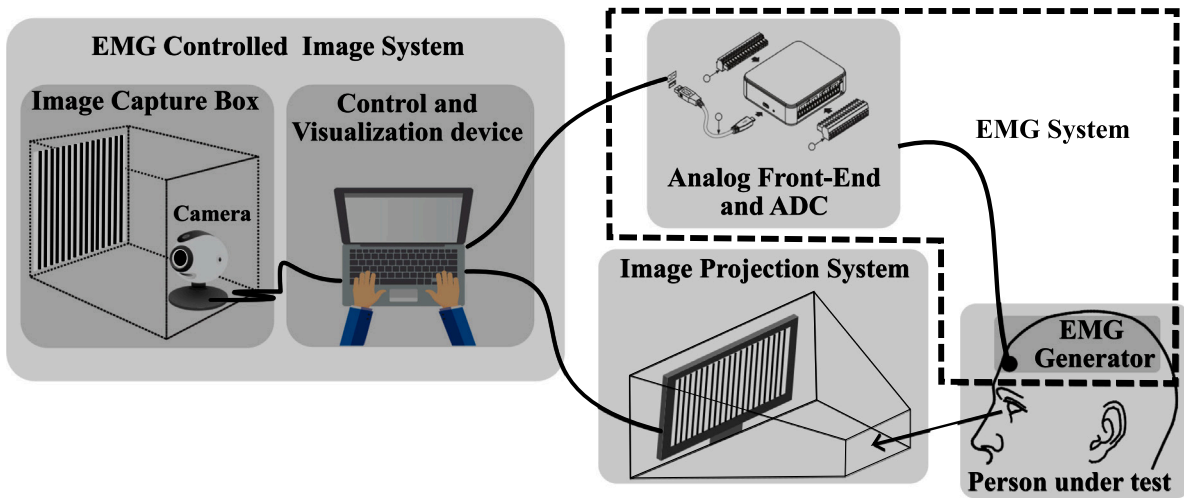 EMG Controlled Image System
Image Capture Box
Camera
Control and
Visualization device
Analog Front-End
and ADC
EMG System
Image Projection System
EMG
Generator
Person under test